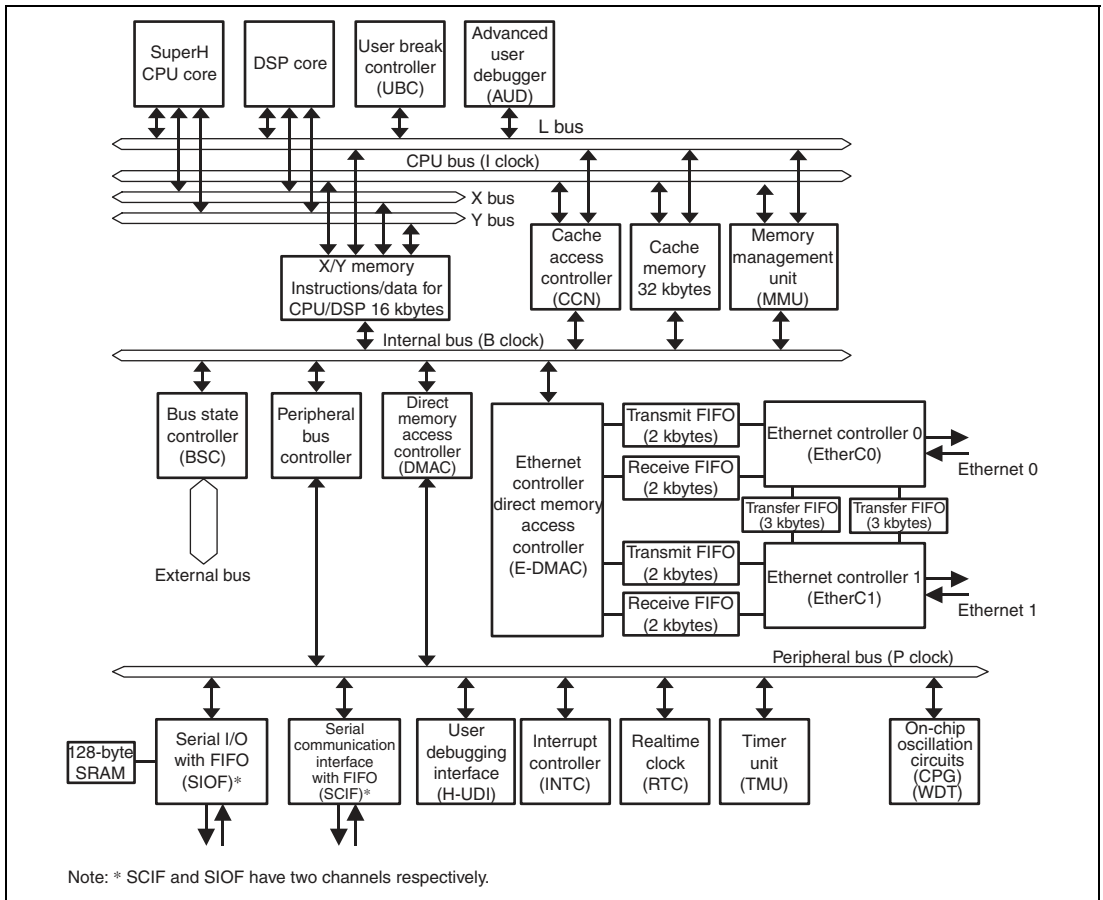 SuperH
CPU core
DSP core
User break
controller
(UBC)
Advanced
user
debugger
(AUD)
L bus
CPU bus (I clock)
X bus
Y bus
X/Y memory
Instructions/data for
CPU/DSP 16 kbytes
Cache
access
controller
(CCN)
Cache
memory
32 kbytes
Memory
management
unit
(MMU)
Internal bus (B clock)
Bus state
controller
(BSC)
Peripheral
bus
controller
Direct
memory
access
controller
(DMAC)
Ethernet
controller
direct memory
access
controller
(E-DMAC)
Transmit FIFO
(2 kbytes)
Receive FIFO
(2 kbytes)
Ethernet controller 0
(EtherC0)
Ethernet 0
Transfer FIFO
(3 kbytes)
Transfer FIFO
(3 kbytes)
Transmit FIFO
(2 kbytes)
Receive FIFO
(2 kbytes)
Ethernet controller 1
(EtherC1)
Ethernet 1
External bus
Peripheral bus (P clock)
128-byte
SRAM
Serial I/O
with FIFO
(SIOF)*
Serial
communication
interface
with FIFO
(SCIF)*
User
debugging
interface
(H-UDI)
Interrupt
controller
(INTC)
Realtime
clock
(RTC)
Timer
unit
(TMU)
On-chip
oscillation
circuits
(CPG)
(WDT)
Note: * SCIF and SIOF have two channels respectively.